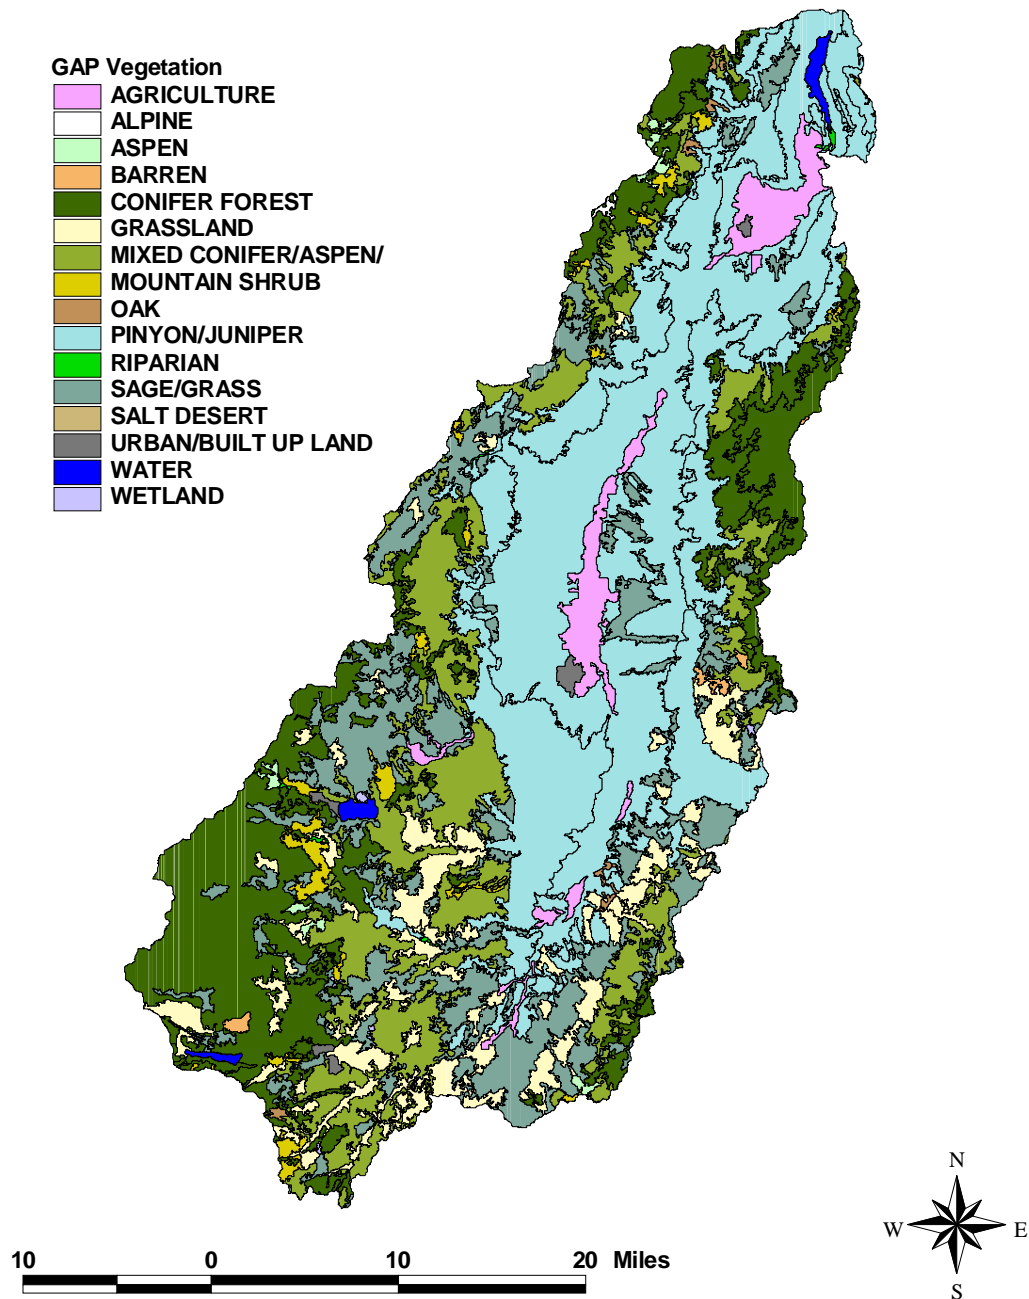 GAP Vegetation
AGRICULTURE
ALPINE
ASPEN
BARREN
CONIFER FOREST
GRASSLAND
MIXED CONIFER/ASPEN/
MOUNTAIN SHRUB
OAK
PINYON/JUNIPER
RIPARIAN
SAGE/GRASS
SALT DESERT
URBAN/BUILT UP LAND
WATER
WETLAND
N
W E
S
10 0 10 20 Miles